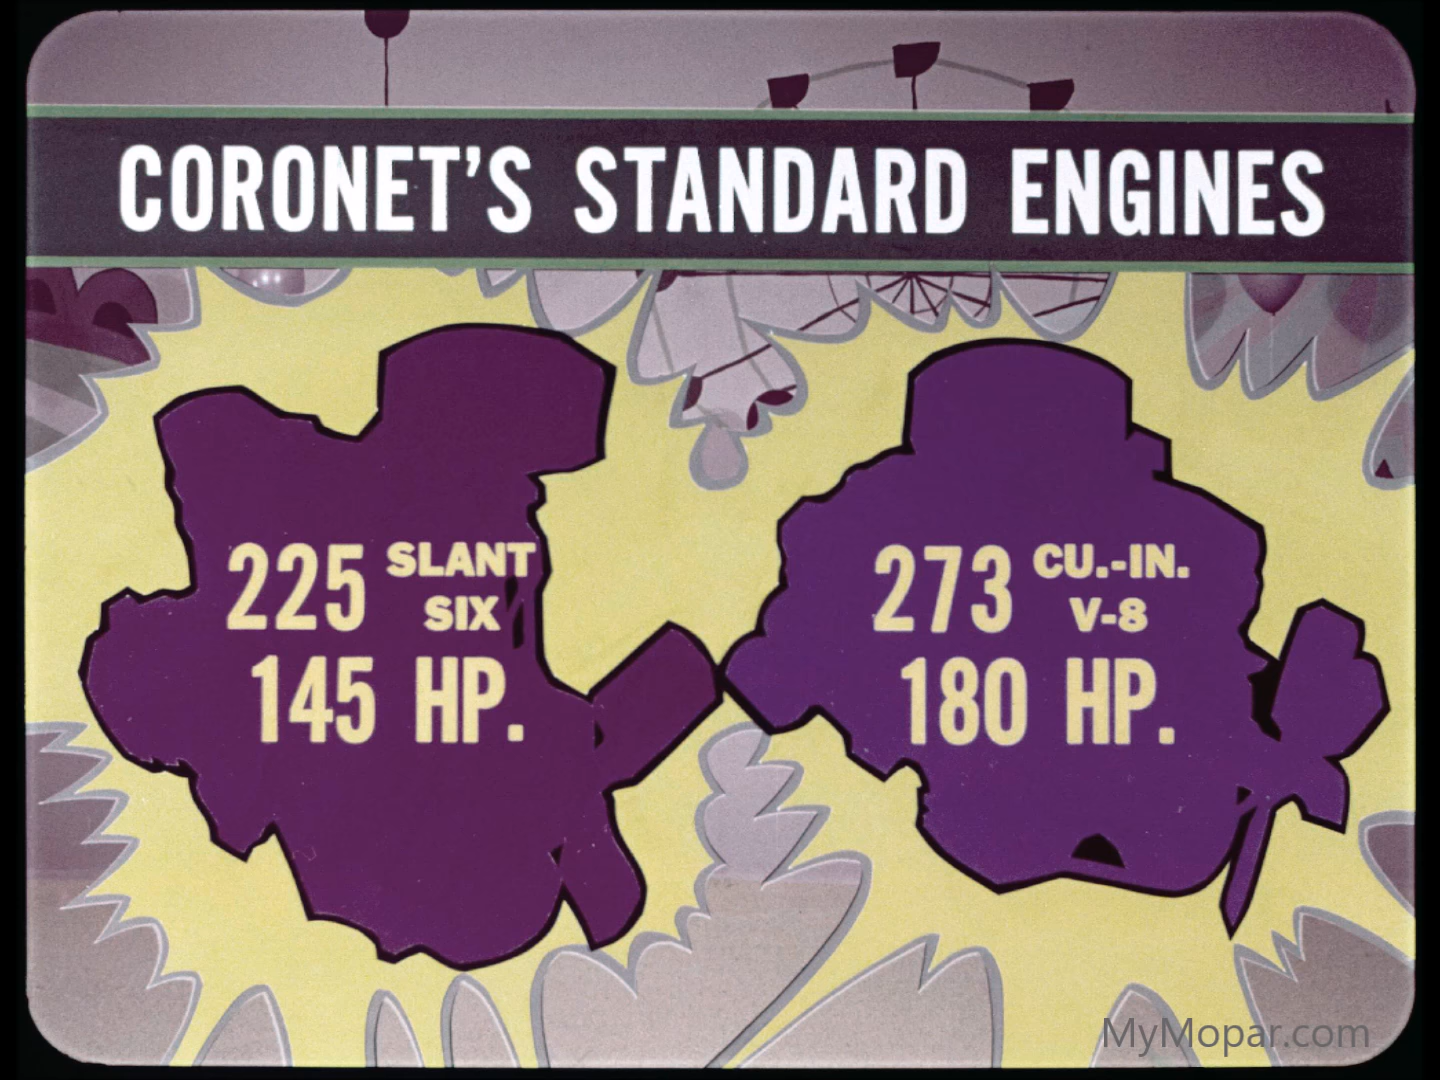 CORONET'S STANDARD ENGINES
225 SLANT SIX
145 HP.
273 CU.-IN. V-8
180 HP.
MyMopar.com